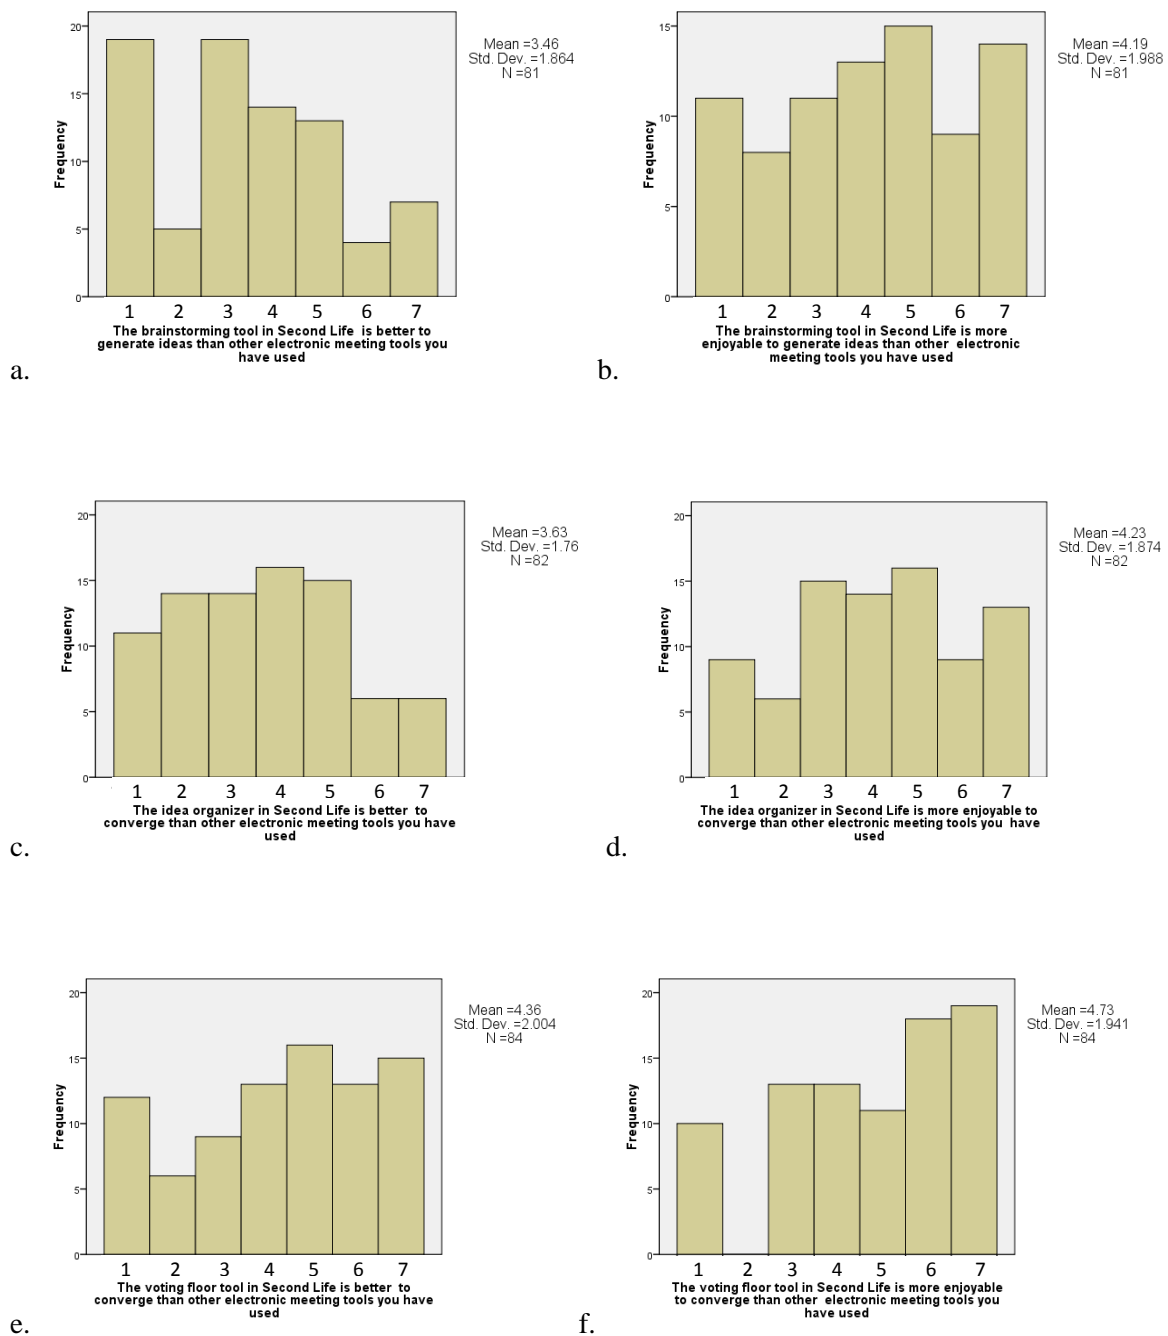 20
15
10
5
0
Frequency
Mean =3.46
Std. Dev. =1.864
N =81
1 2 3 4 5 6 7
The brainstorming tool in Second Life is better to
generate ideas than other electronic meeting tools you
have used
a.
15
10
5
0
Frequency
Mean =4.19
Std. Dev. =1.988
N =81
1 2 3 4 5 6 7
The brainstorming tool in Second Life is more
enjoyable to generate ideas than other electronic
meeting tools you have used
b.
20
15
10
5
0
Frequency
Mean =3.63
Std. Dev. =1.76
N =82
1 2 3 4 5 6 7
The idea organizer in Second Life is better to
converge than other electronic meeting tools you have
used
c.
20
15
10
5
0
Frequency
Mean =4.23
Std. Dev. =1.874
N =82
1 2 3 4 5 6 7
The idea organizer in Second Life is more enjoyable to
converge than other electronic meeting tools you have
used
d.
20
15
10
5
0
Frequency
Mean =4.36
Std. Dev. =2.004
N =84
1 2 3 4 5 6 7
The voting floor tool in Second Life is better to
converge than other electronic meeting tools you have
used
e.
20
15
10
5
0
Frequency
Mean =4.73
Std. Dev. =1.941
N =84
1 2 3 4 5 6 7
The voting floor tool in Second Life is more enjoyable
to converge than other electronic meeting tools you
have used
f.